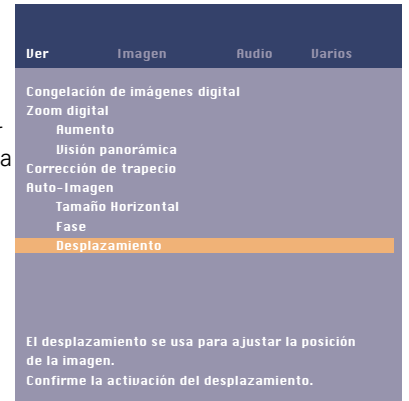 Ver Imagen Audio Varios
Congelación de imágenes digital
Zoom digital
Aumento
Visión panorámica
Corrección de trapecio
Auto-Imagen
Tamaño Horizontal
Fase
Desplazamiento
El desplazamiento se usa para ajustar la posición
de la imagen.
Confirme la activación del desplazamiento.